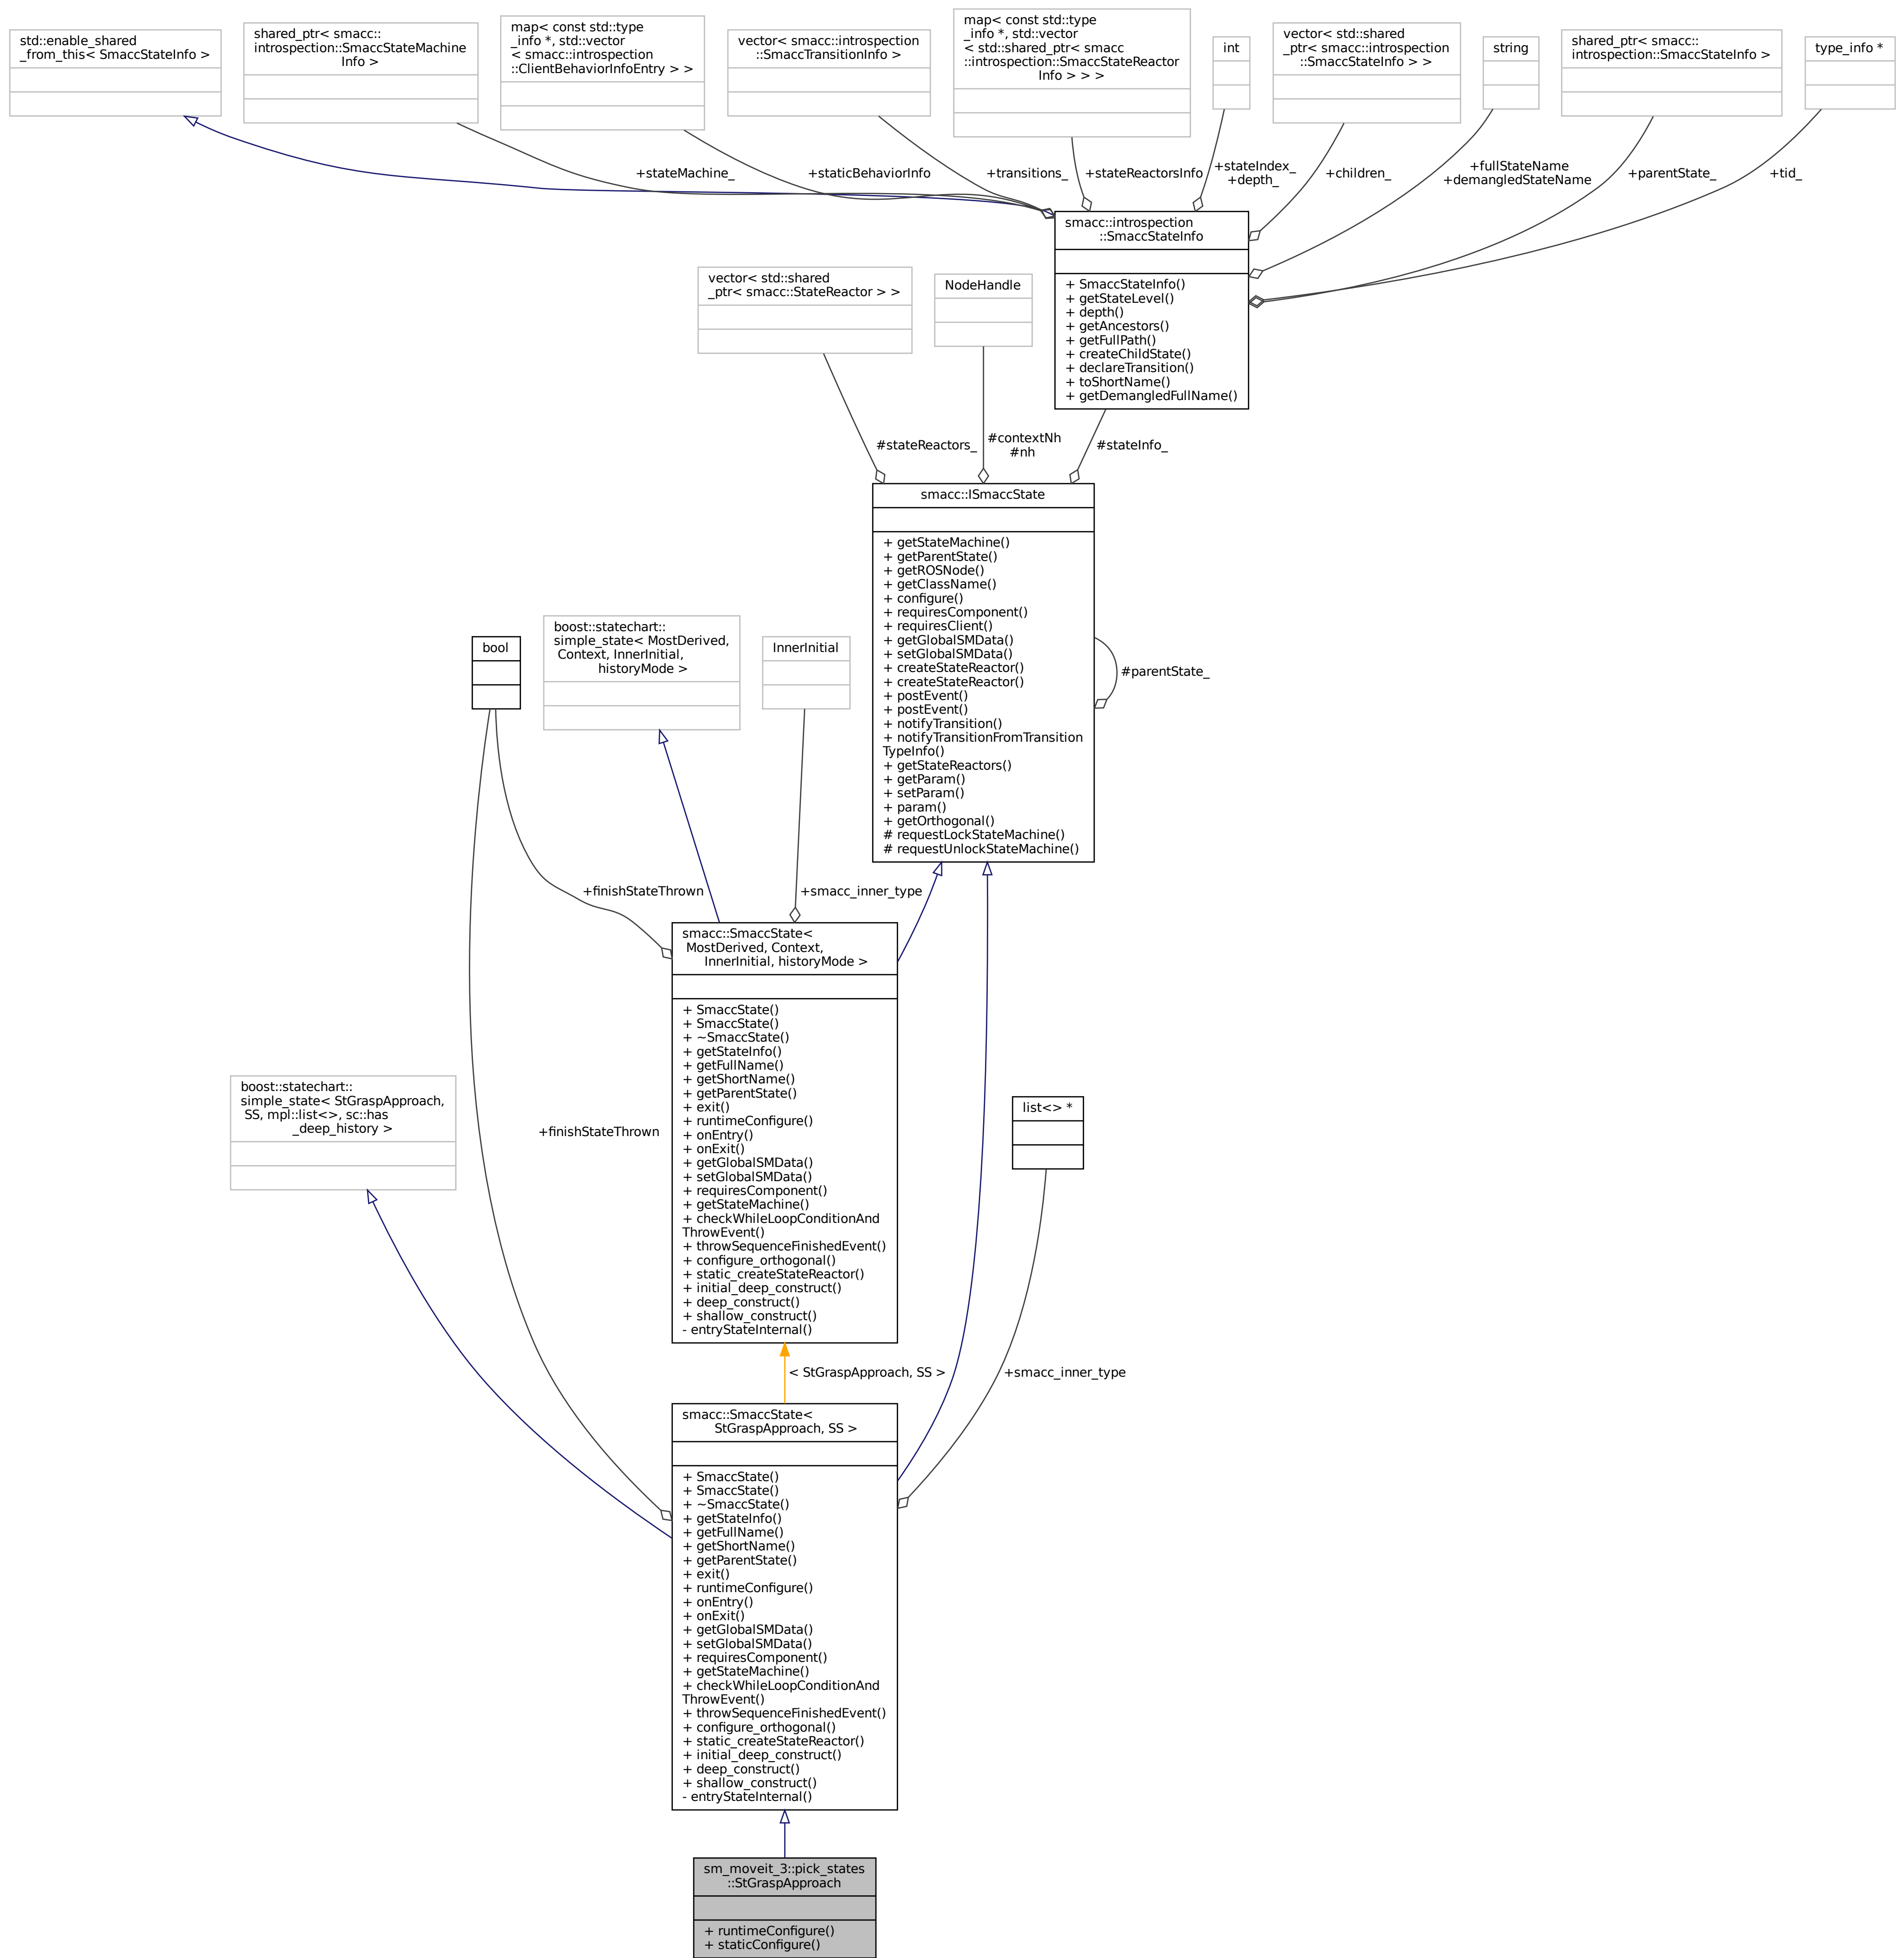 std::enable_shared
_from_this< SmaccStateInfo >
shared_ptr< smacc::
introspection::SmaccStateMachine
Info >
map< const std::type
_info *, std::vector
< smacc::introspection
::ClientBehaviorInfoEntry > >
vector< smacc::introspection
::SmaccTransitionInfo >
map< const std::type
_info *, std::vector
< std::shared_ptr< smacc
::introspection::SmaccStateReactor
Info > > >
int
vector< std::shared
_ptr< smacc::introspection
::SmaccStateInfo > >
string
shared_ptr< smacc::
introspection::SmaccStateInfo >
type_info *
+stateMachine_
+staticBehaviorInfo
+transitions_
+stateReactorsInfo
+stateIndex_
+depth_
+children_
+fullStateName
+demangledStateName
+parentState_
+tid_
smacc::introspection
::SmaccStateInfo
+ SmaccStateInfo()
+ getStateLevel()
+ depth()
+ getAncestors()
+ getFullPath()
+ createChildState()
+ declareTransition()
+ toShortName()
+ getDemangledFullName()
vector< std::shared
_ptr< smacc::StateReactor > >
NodeHandle
#stateReactors_
#contextNh
#nh
#stateInfo_
smacc::ISmaccState
+ getStateMachine()
+ getParentState()
+ getROSNode()
+ getClassName()
+ configure()
+ requiresComponent()
+ requiresClient()
+ getGlobalSMData()
+ setGlobalSMData()
+ createStateReactor()
+ createStateReactor()
+ postEvent()
+ postEvent()
+ notifyTransition()
+ notifyTransitionFromTransition
TypeInfo()
+ getStateReactors()
+ getParam()
+ setParam()
+ param()
+ getOrthogonal()
# requestLockStateMachine()
# requestUnlockStateMachine()
#parentState_
bool
boost::statechart::
simple_state< MostDerived,
Context, InnerInitial,
historyMode >
InnerInitial
+finishStateThrown
+smacc_inner_type
smacc::SmaccState<
MostDerived, Context,
InnerInitial, historyMode >
+ SmaccState()
+ SmaccState()
+ ~SmaccState()
+ getStateInfo()
+ getFullName()
+ getShortName()
+ getParentState()
+ exit()
+ runtimeConfigure()
+ onEntry()
+ onExit()
+ getGlobalSMData()
+ setGlobalSMData()
+ requiresComponent()
+ getStateMachine()
+ checkWhileLoopConditionAnd
ThrowEvent()
+ throwSequenceFinishedEvent()
+ configure_orthogonal()
+ static_createStateReactor()
+ initial_deep_construct()
+ deep_construct()
+ shallow_construct()
- entryStateInternal()
boost::statechart::
simple_state< StGraspApproach,
SS, mpl::list<>, sc::has
_deep_history >
+finishStateThrown
list<> *
< StGraspApproach, SS >
+smacc_inner_type
smacc::SmaccState<
StGraspApproach, SS >
+ SmaccState()
+ SmaccState()
+ ~SmaccState()
+ getStateInfo()
+ getFullName()
+ getShortName()
+ getParentState()
+ exit()
+ runtimeConfigure()
+ onEntry()
+ onExit()
+ getGlobalSMData()
+ setGlobalSMData()
+ requiresComponent()
+ getStateMachine()
+ checkWhileLoopConditionAnd
ThrowEvent()
+ throwSequenceFinishedEvent()
+ configure_orthogonal()
+ static_createStateReactor()
+ initial_deep_construct()
+ deep_construct()
+ shallow_construct()
- entryStateInternal()
sm_moveit_3::pick_states
::StGraspApproach
+ runtimeConfigure()
+ staticConfigure()